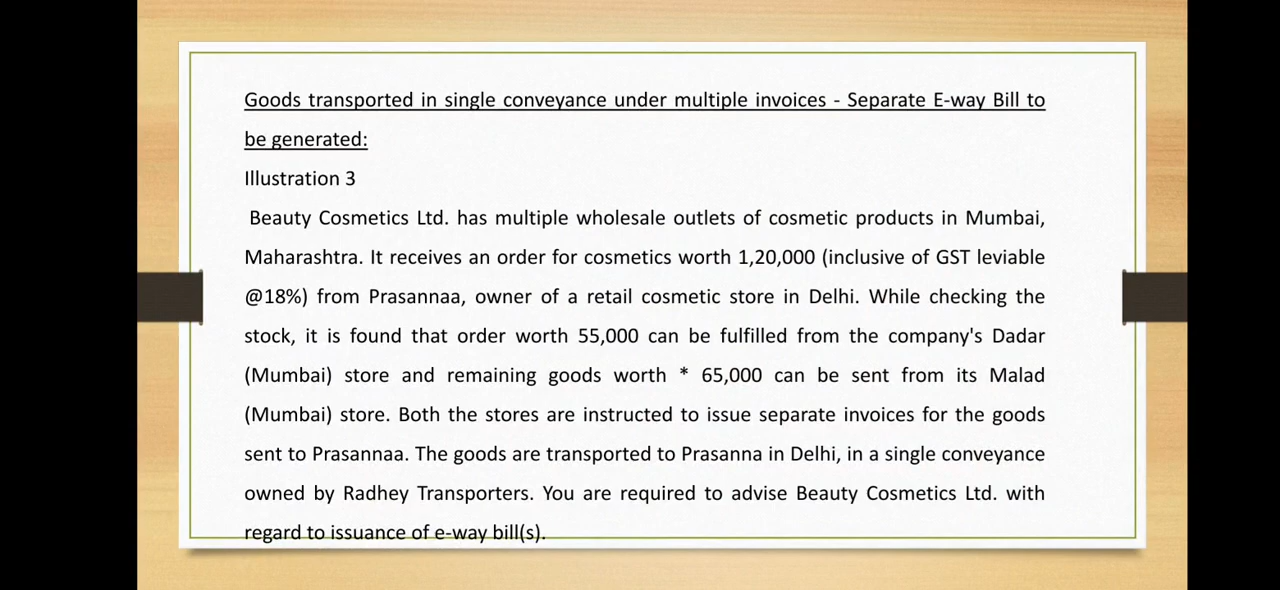 Goods transported in single conveyance under multiple invoices - Separate E-way Bill to
be generated:
Illustration 3
Beauty Cosmetics Ltd. has multiple wholesale outlets of cosmetic products in Mumbai,
Maharashtra. It receives an order for cosmetics worth 1,20,000 (inclusive of GST leviable
@18%) from Prasannaa, owner of a retail cosmetic store in Delhi. While checking the
stock, it is found that order worth 55,000 can be fulfilled from the company's Dadar
(Mumbai) store and remaining goods worth * 65,000 can be sent from its Malad
(Mumbai) store. Both the stores are instructed to issue separate invoices for the goods
sent to Prasannaa. The goods are transported to Prasanna in Delhi, in a single conveyance
owned by Radhey Transporters. You are required to advise Beauty Cosmetics Ltd. with
regard to issuance of e-way bill(s).